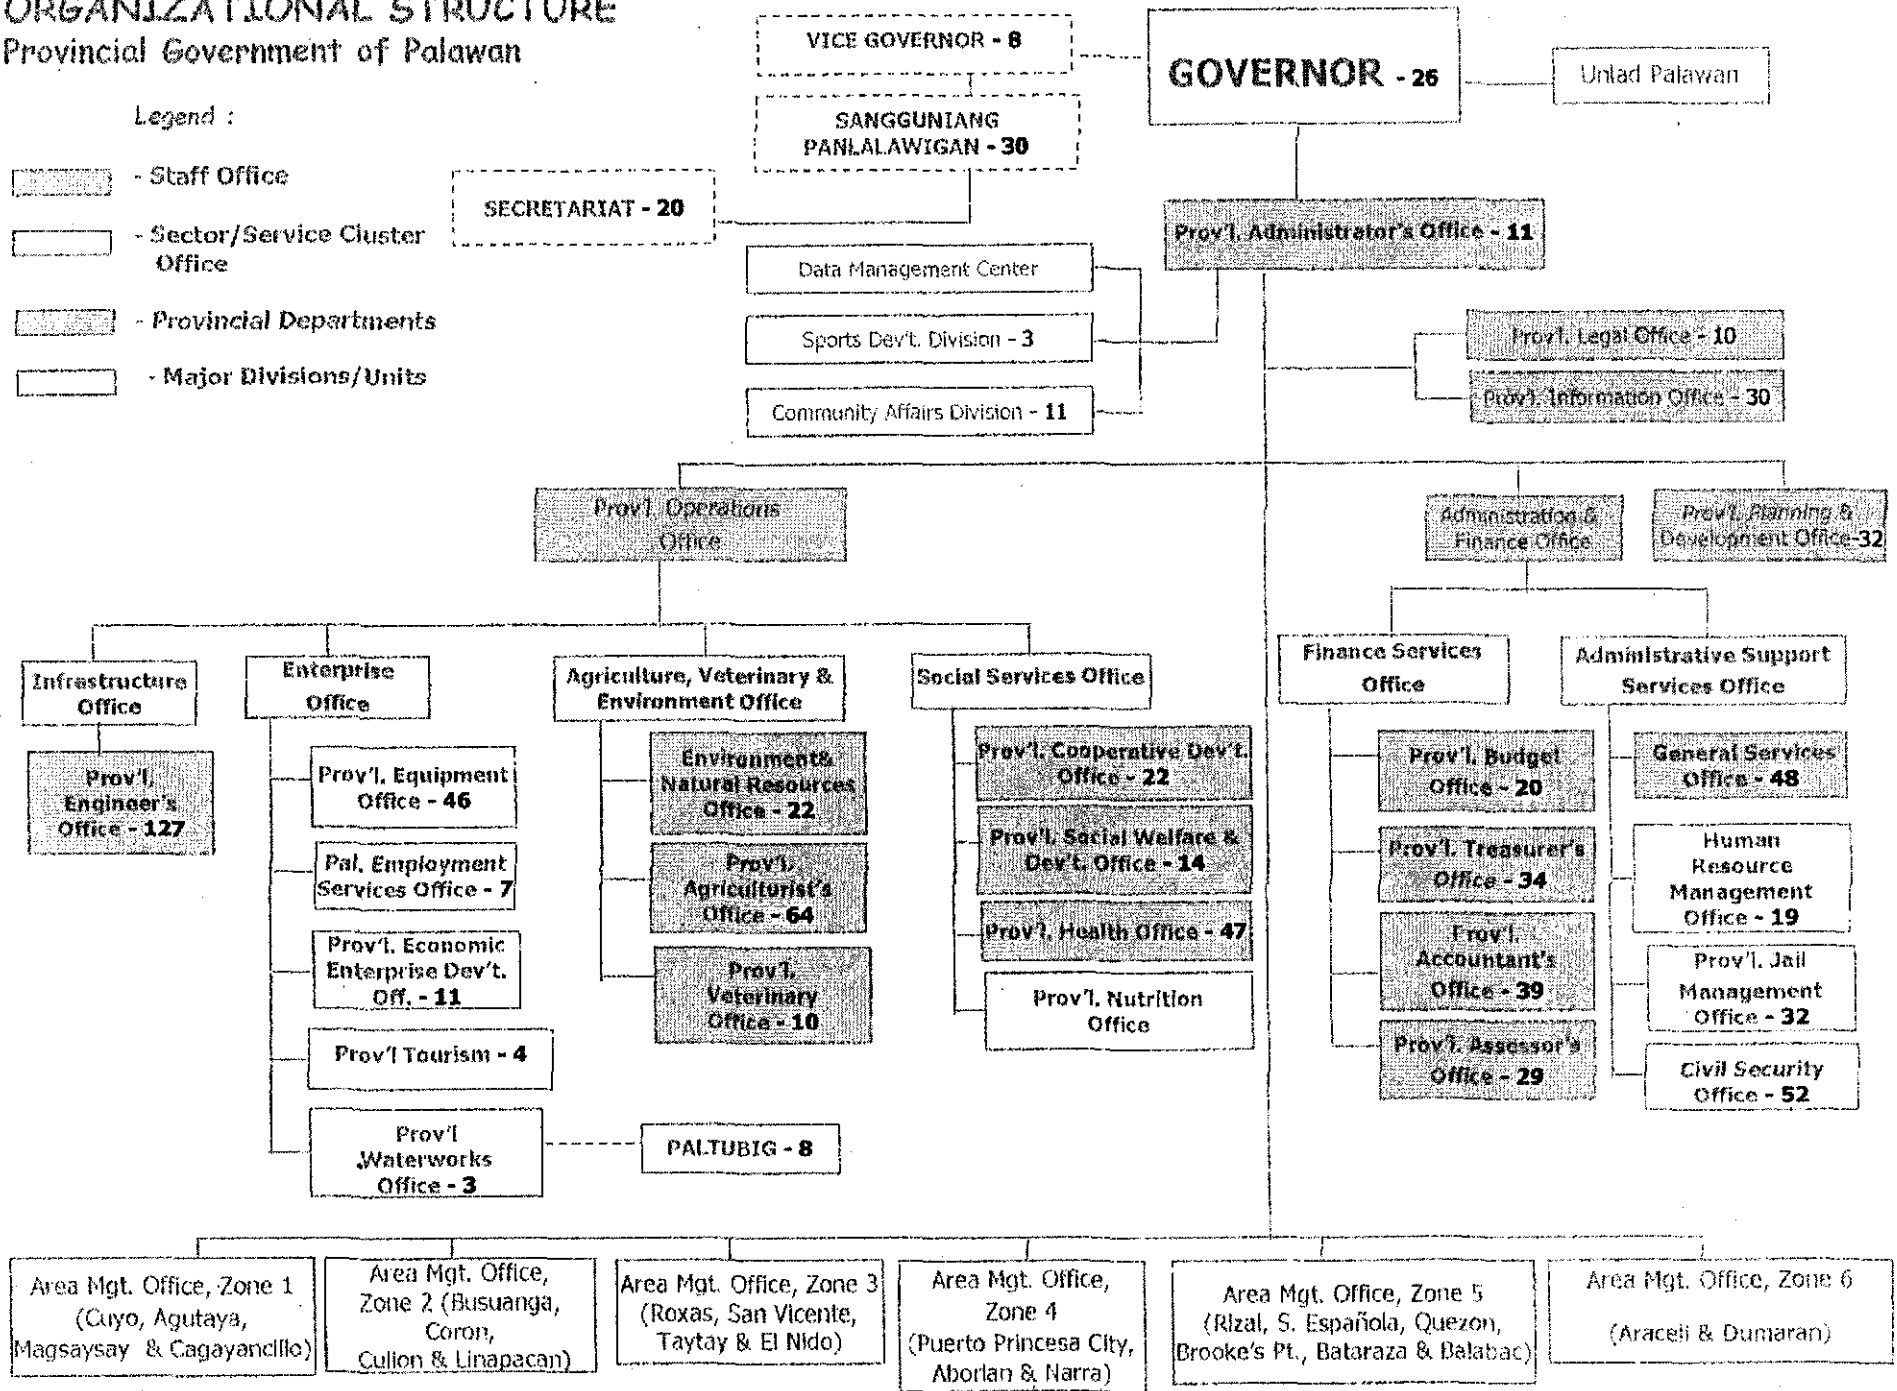 ORGANIZATIONAL STRUCTURE
Provincial Government of Palawan
Legend :
- Staff Office
- Sector/Service Cluster
Office
- Provincial Departments
- Major Divisions/Units
VICE GOVERNOR - 8
GOVERNOR - 26
Unlad Palawan
SANGGUNIANG
PANLALAWIGAN - 30
SECRETARIAT - 20
Prov'l. Administrator's Office - 11
Data Management Center
Sports Dev't. Division - 3
Community Affairs Division - 11
Prov'l. Legal Office - 10
Prov'l. Information Office - 30
Prov'l. Operations
Office
Administration &
Finance Office
Prov'l. Planning &
Development Office-32
Infrastructure
Office
Enterprise
Office
Agriculture, Veterinary &
Environment Office
Social Services Office
Finance Services
Office
Administrative Support
Services Office
Prov'l.
Engineer's
Office - 127
Prov'l. Equipment
Office - 46
Pal. Employment
Services Office - 7
Prov'l. Economic
Enterprise Dev't.
Off. - 11
Prov'l Tourism - 4
Prov'l
Waterworks
Office - 3
PALTUBIG - 8
Environment&
Natural Resources
Office - 22
Prov'l.
Agriculturist's
Office - 64
Prov'l.
Veterinary
Office - 10
Prov'l. Cooperative Dev't.
Office - 22
Prov'l. Social Welfare &
Dev't. Office - 14
Prov'l. Health Office - 47
Prov'l. Nutrition
Office
Prov'l. Budget
Office - 20
Prov'l. Treasurer's
Office - 34
Prov'l.
Accountant's
Office - 39
Prov'l. Assessor's
Office - 29
General Services
Office - 48
Human
Resource
Management
Office - 19
Prov'l. Jail
Management
Office - 32
Civil Security
Office - 52
Area Mgt. Office, Zone 1
(Cuyo, Agutaya,
Magsaysay & Cagayancillo)
Area Mgt. Office,
Zone 2 (Busuanga,
Coron,
Culion & Linapacan)
Area Mgt. Office, Zone 3
(Roxas, San Vicente,
Taytay & El Nido)
Area Mgt. Office,
Zone 4
(Puerto Princesa City,
Aborlan & Narra)
Area Mgt. Office, Zone 5
(Rizal, S. Española, Quezon,
Brooke's Pt., Bataraza & Balabac)
Area Mgt. Office, Zone 6
(Araceli & Dumaran)